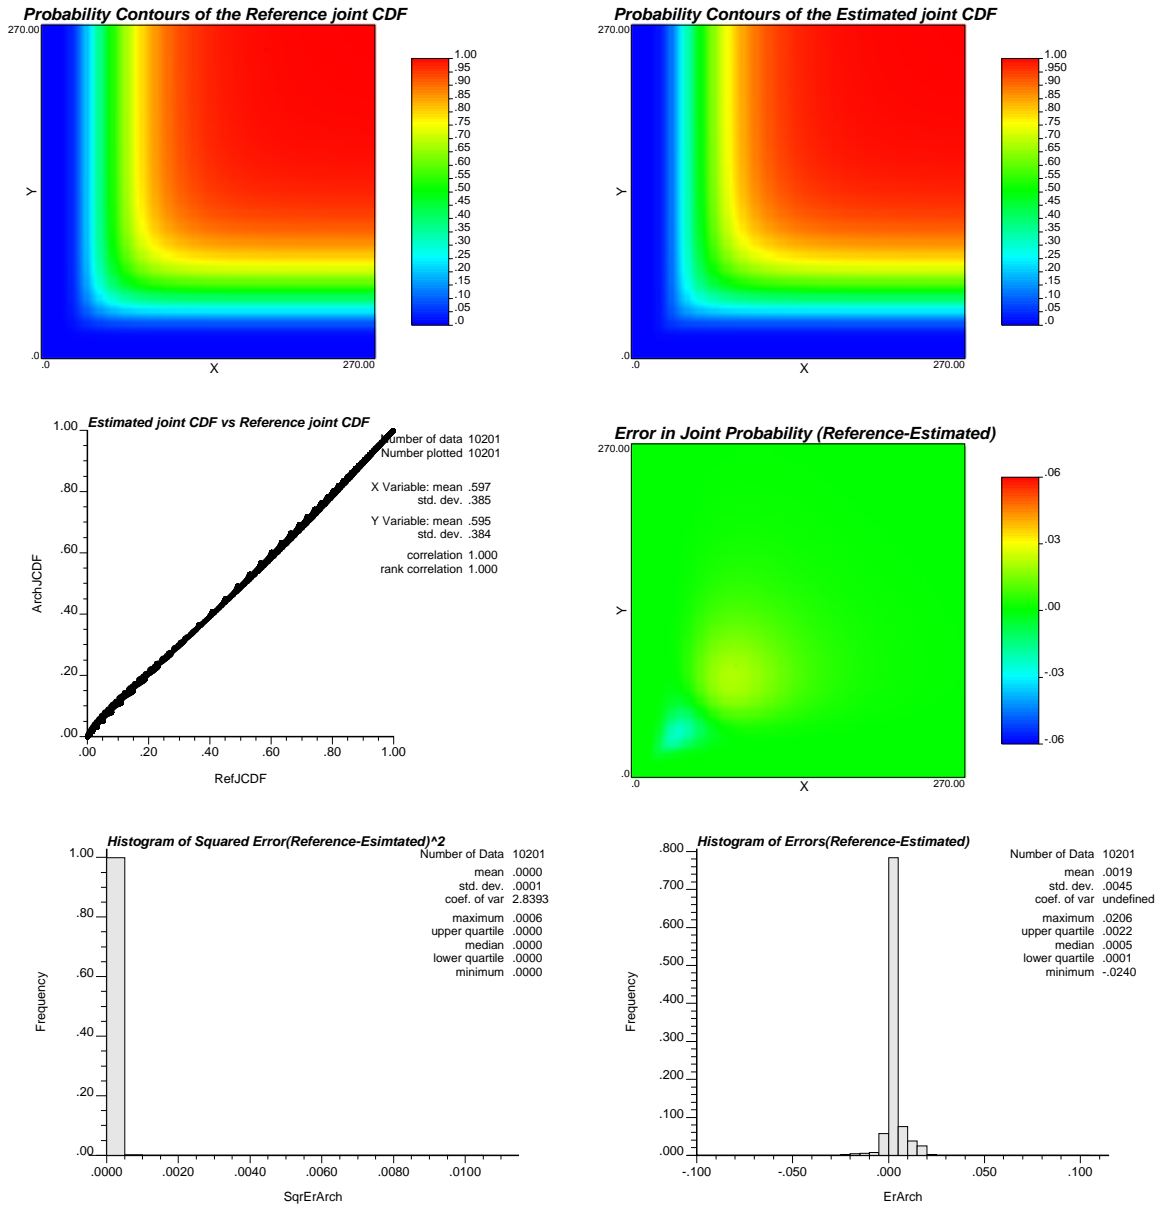 Probability Contours of the Reference joint CDF
270.00
Y
.0
.0
X
270.00
1.00
.95
.90
.85
.80
.75
.70
.65
.60
.55
.50
.45
.40
.35
.30
.25
.20
.15
.10
.05
.0
Probability Contours of the Estimated joint CDF
270.00
Y
.0
.0
X
270.00
1.00
.950
.90
.85
.80
.75
.70
.65
.60
.55
.50
.45
.40
.35
.30
.25
.20
.15
.10
.05
.00
Estimated joint CDF vs Reference joint CDF
Number of data 10201
Number plotted 10201
X Variable: mean .597
std. dev. .385
Y Variable: mean .595
std. dev. .384
correlation 1.000
rank correlation 1.000
ArchJCDF
1.00
.80
.60
.40
.20
.00
.00 .20 .40 .60 .80 1.00
RefJCDF
Error in Joint Probability (Reference-Estimated)
270.00
Y
.0
.0
X
270.00
.06
.03
.00
-.03
-.06
Histogram of Squared Error(Reference-Esimtated)^2
Number of Data 10201
mean .0000
std. dev. .0001
coef. of var 2.8393
maximum .0006
upper quartile .0000
median .0000
lower quartile .0000
minimum .0000
Frequency
1.00
.80
.60
.40
.20
.00
.0000 .0020 .0040 .0060 .0080 .0100
SqrErArch
Histogram of Errors(Reference-Estimated)
Number of Data 10201
mean .0019
std. dev. .0045
coef. of var undefined
maximum .0206
upper quartile .0022
median .0005
lower quartile .0001
minimum -.0240
Frequency
.800
.700
.600
.500
.400
.300
.200
.100
.000
-.100 -.050 .000 .050 .100
ErArch